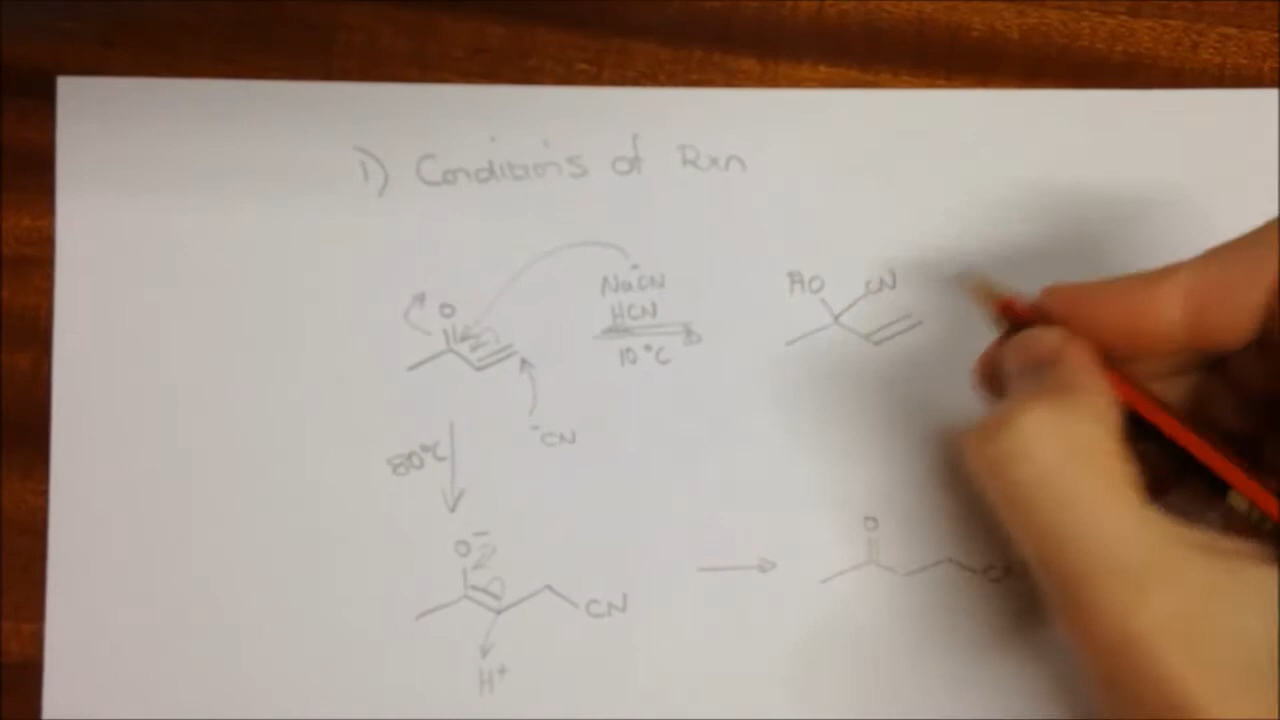 1) Conditions of Rxn
NaCN
HCN
10°C
O
HO CN
⁻CN
80°C
O⁻
CN
H⁺
O